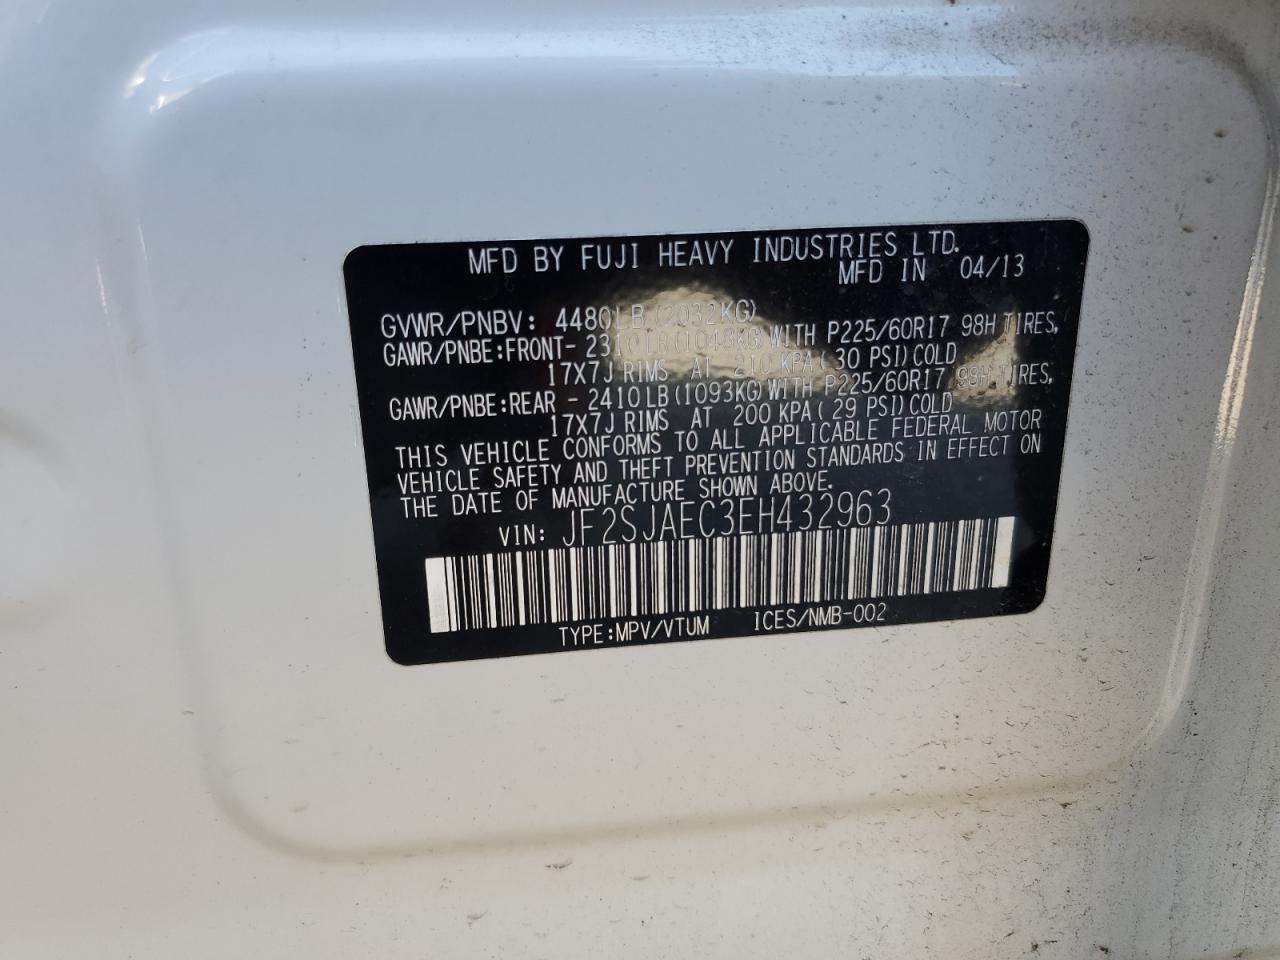 MFD BY FUJI HEAVY INDUSTRIES LTD.
MFD IN 04/13
GVWR/PNBV: 4480LB (2032KG)
GAWR/PNBE:FRONT- 2310LB(1048KG)WITH P225/60R17 98H TIRES,
17X7J RIMS AT 210 KPA( 30 PSI)COLD
GAWR/PNBE:REAR - 2410LB(1093KG)WITH P225/60R17 98H TIRES,
17X7J RIMS AT 200 KPA( 29 PSI)COLD
THIS VEHICLE CONFORMS TO ALL APPLICABLE FEDERAL MOTOR
VEHICLE SAFETY AND THEFT PREVENTION STANDARDS IN EFFECT ON
THE DATE OF MANUFACTURE SHOWN ABOVE.
VIN: JF2SJAEC3EH432963
TYPE:MPV/VTUM ICES/NMB-002